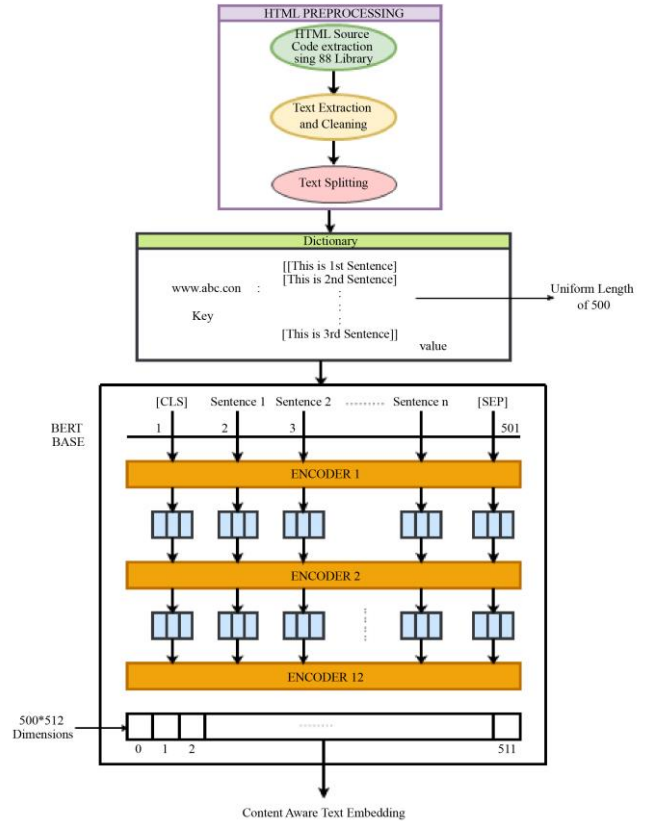 HTML PREPROCESSING
HTML Source
Code extraction
sing 88 Library
Text Extraction
and Cleaning
Text Splitting
Dictionary
[[This is 1st Sentence]
www.abc.con : [This is 2nd Sentence]
:
Key :
:
[This is 3rd Sentence]]
value
Uniform Length
of 500
[CLS] Sentence 1 Sentence 2 ......... Sentence n [SEP]
BERT
BASE
1 2 3 501
ENCODER 1
ENCODER 2
ENCODER 12
500*512
Dimensions
........
0 1 2 511
Content Aware Text Embedding